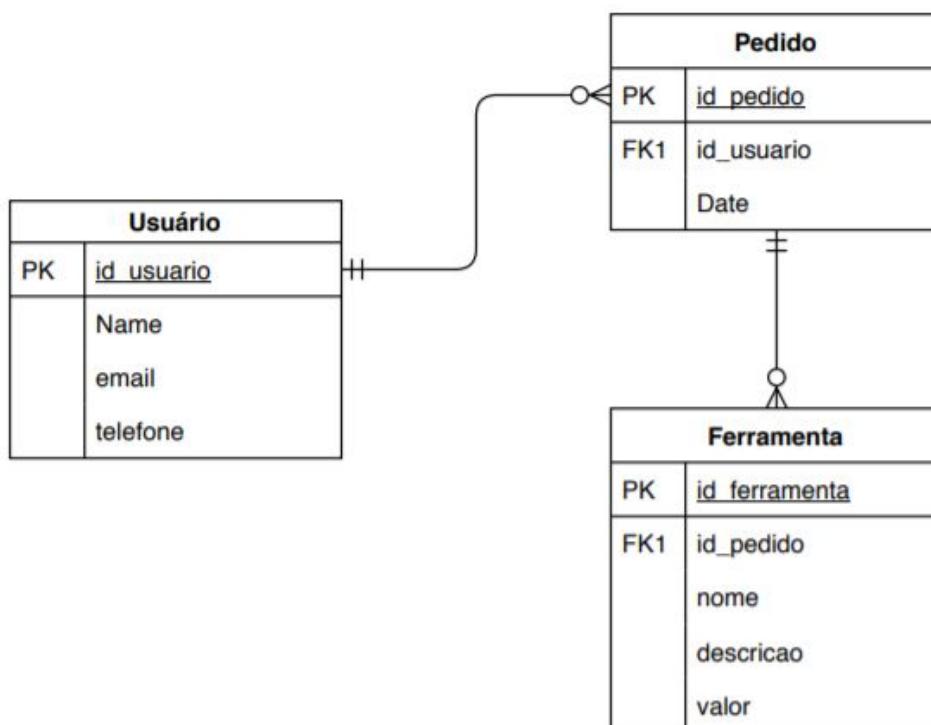 Pedido
PK id_pedido
FK1 id_usuario
Date
Usuário
PK id_usuario
Name
email
telefone
Ferramenta
PK id_ferramenta
FK1 id_pedido
nome
descricao
valor